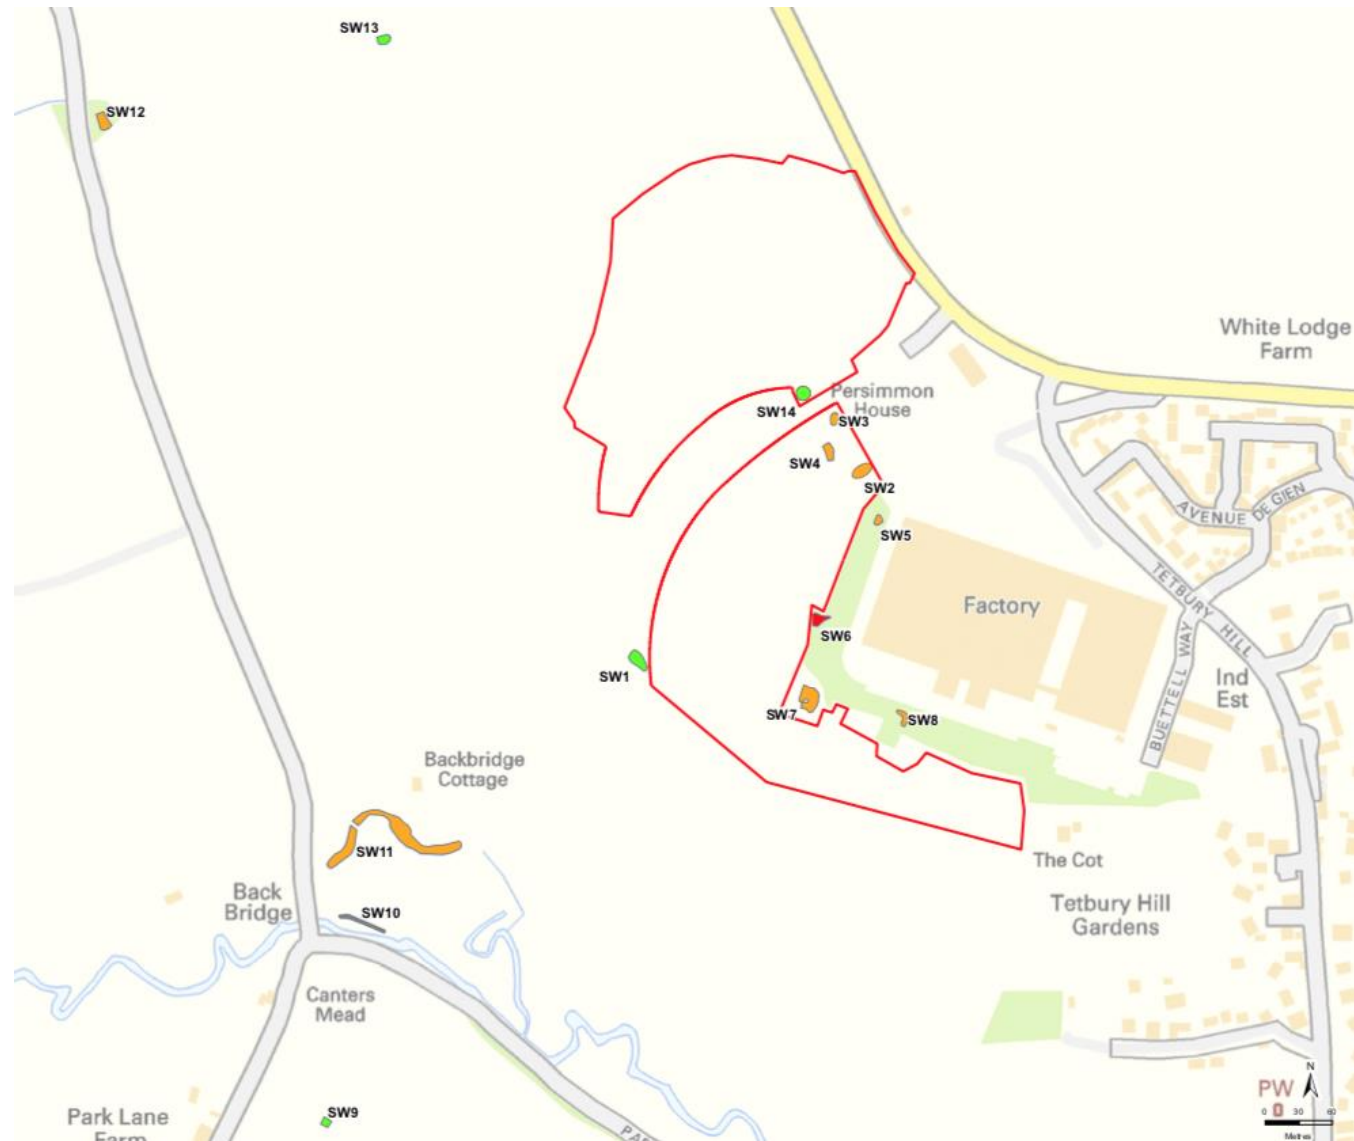 SW13
SW12
White Lodge
Farm
Persimmon
House
SW14
SW3
SW4
SW2
AVENUE DE GIEN
SW5
TETBURY HILL
Factory
SW6
BUETTELL WAY
Ind
Est
SW1
SW7
SW8
Backbridge
Cottage
SW11
The Cot
Back
Bridge
SW10
Tetbury Hill
Gardens
Canters
Mead
N
PW
0 30 60
Metres
SW9
Park Lane
Farm